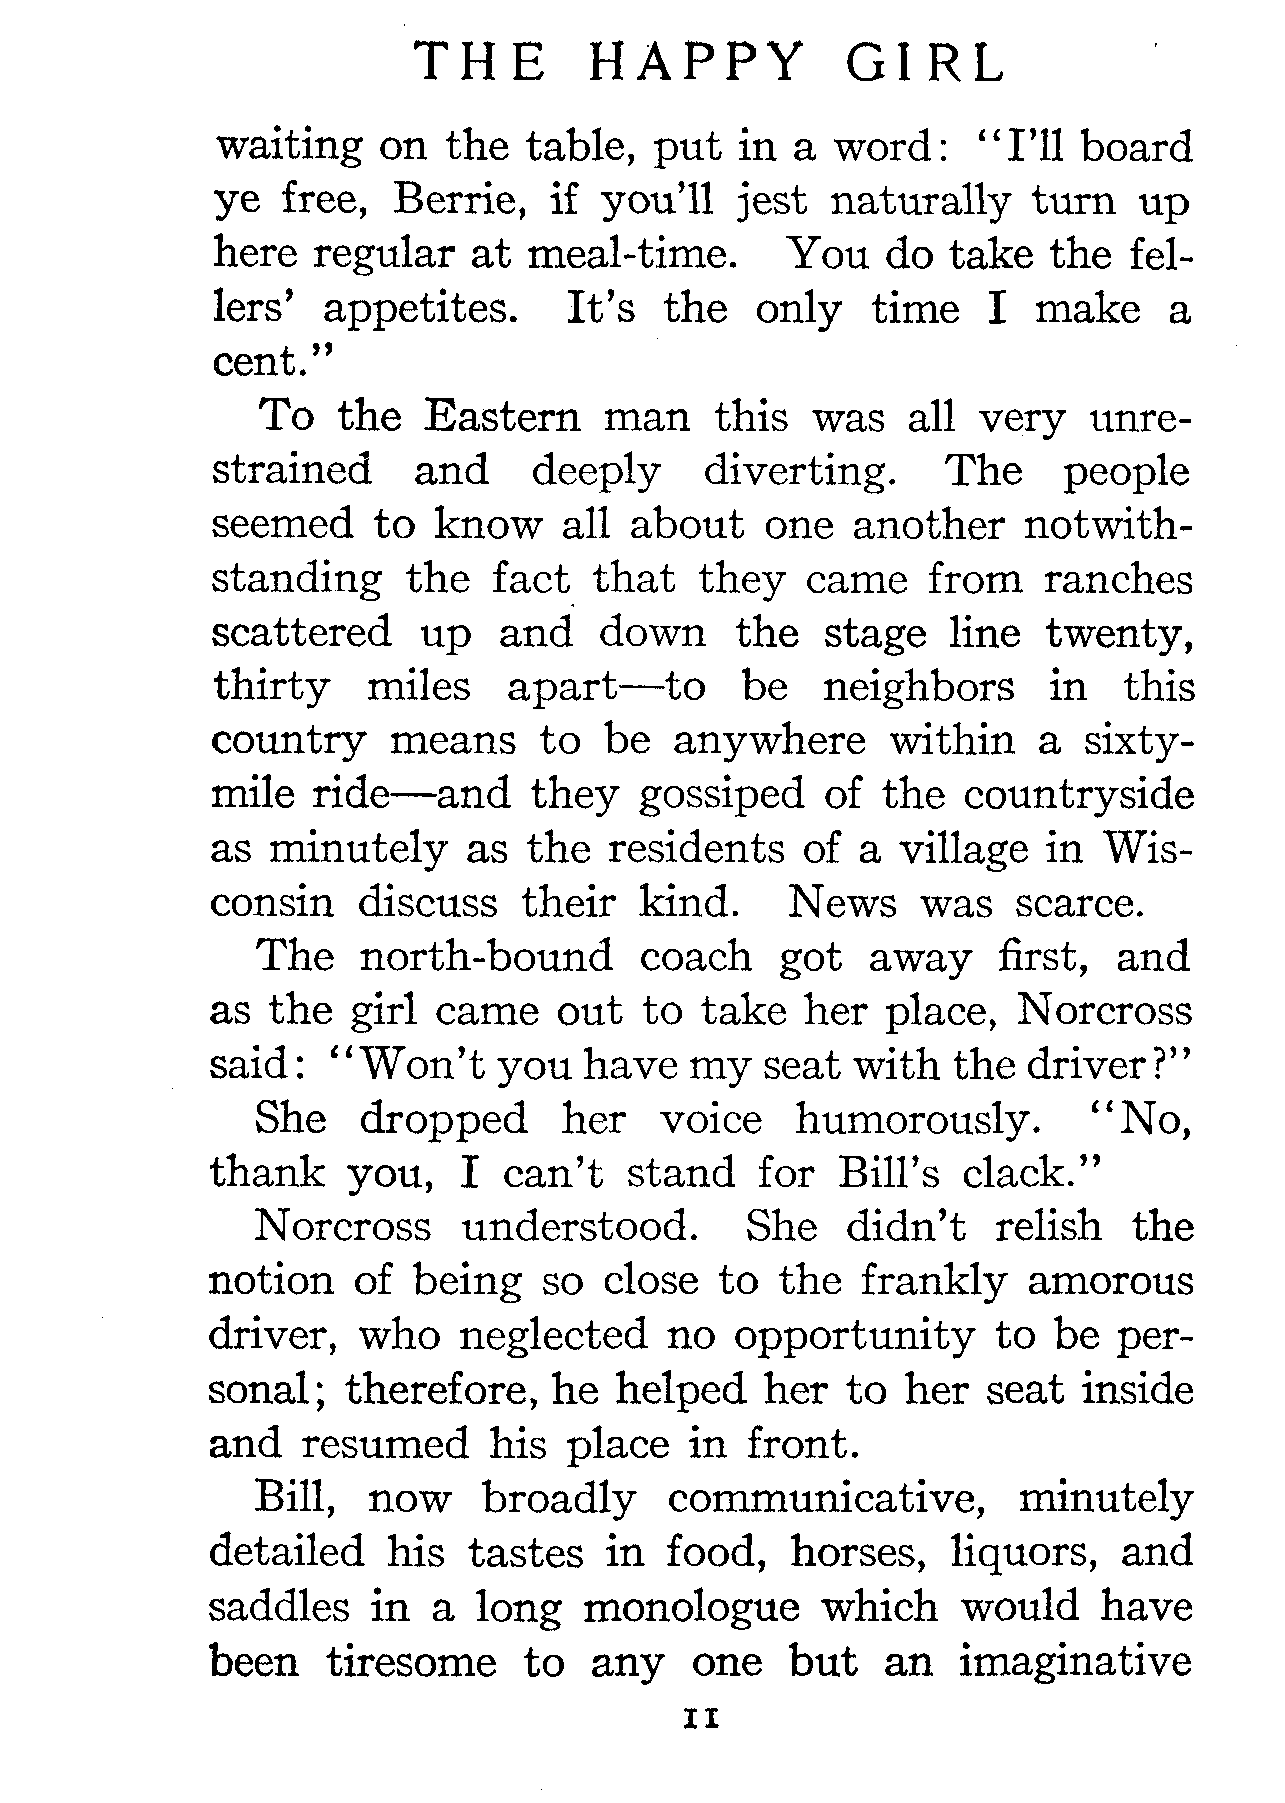 THE HAPPY GIRL
waiting on the table, put in a word: “I’ll board
ye free, Berrie, if you’ll jest naturally turn up
here regular at meal-time. You do take the fel-
lers’ appetites. It’s the only time I make a
cent.”
To the Eastern man this was all very unre-
strained and deeply diverting. The people
seemed to know all about one another notwith-
standing the fact that they came from ranches
scattered up and down the stage line twenty,
thirty miles apart—to be neighbors in this
country means to be anywhere within a sixty-
mile ride—and they gossiped of the countryside
as minutely as the residents of a village in Wis-
consin discuss their kind. News was scarce.
The north-bound coach got away first, and
as the girl came out to take her place, Norcross
said: “Won’t you have my seat with the driver?”
She dropped her voice humorously. “No,
thank you, I can’t stand for Bill’s clack.”
Norcross understood. She didn’t relish the
notion of being so close to the frankly amorous
driver, who neglected no opportunity to be per-
sonal; therefore, he helped her to her seat inside
and resumed his place in front.
Bill, now broadly communicative, minutely
detailed his tastes in food, horses, liquors, and
saddles in a long monologue which would have
been tiresome to any one but an imaginative
11